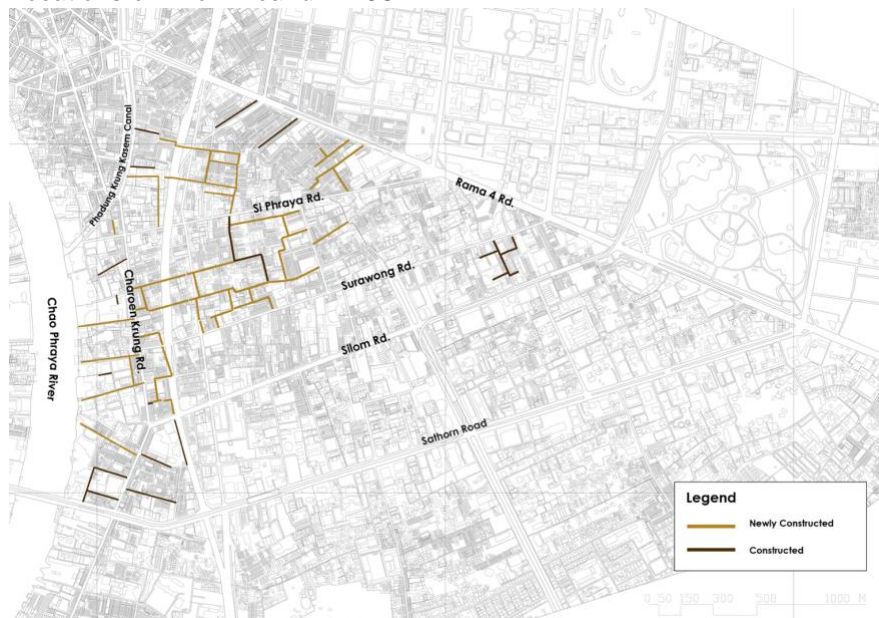 Phadung Krung Kasem Canal
Rama 4 Rd.
Si Phraya Rd.
Surawong Rd.
Charoen Krung Rd.
Chao Phraya River
Silom Rd.
Sathorn Road
Legend
Newly Constructed
Constructed
0 50 150 300 500 1000 M